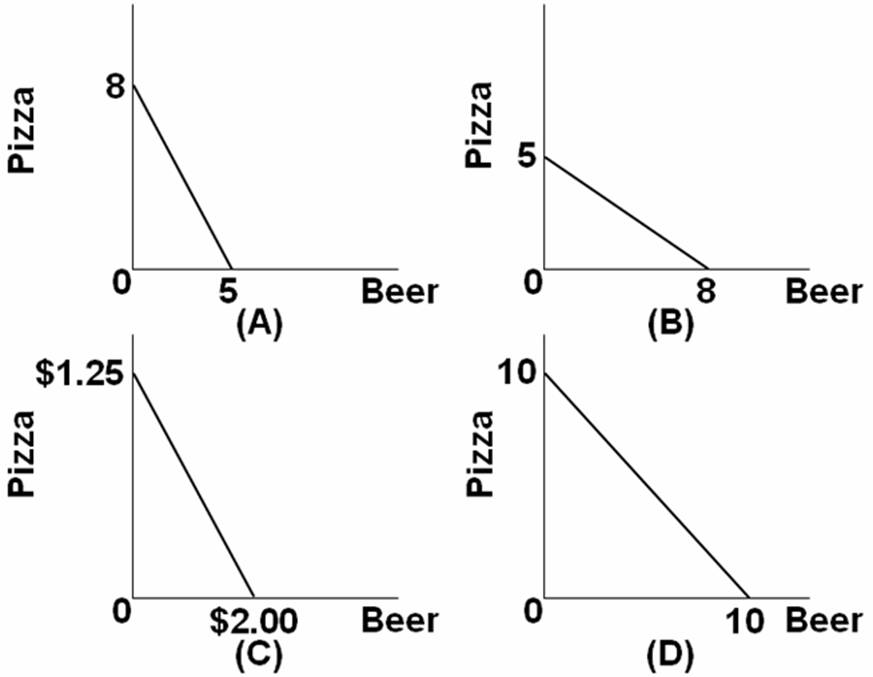 Pizza
8
0
5
Beer
(A)
Pizza
5
0
8
Beer
(B)
Pizza
$1.25
0
$2.00
Beer
(C)
Pizza
10
0
10
Beer
(D)